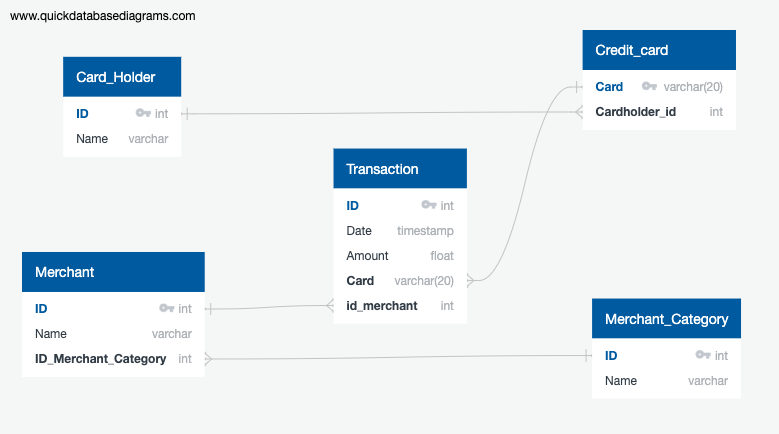 www.quickdatabasediagrams.com
Card_Holder
ID int
Name varchar
Credit_card
Card varchar(20)
Cardholder_id int
Transaction
ID int
Date timestamp
Amount float
Card varchar(20)
id_merchant int
Merchant
ID int
Name varchar
ID_Merchant_Category int
Merchant_Category
ID int
Name varchar